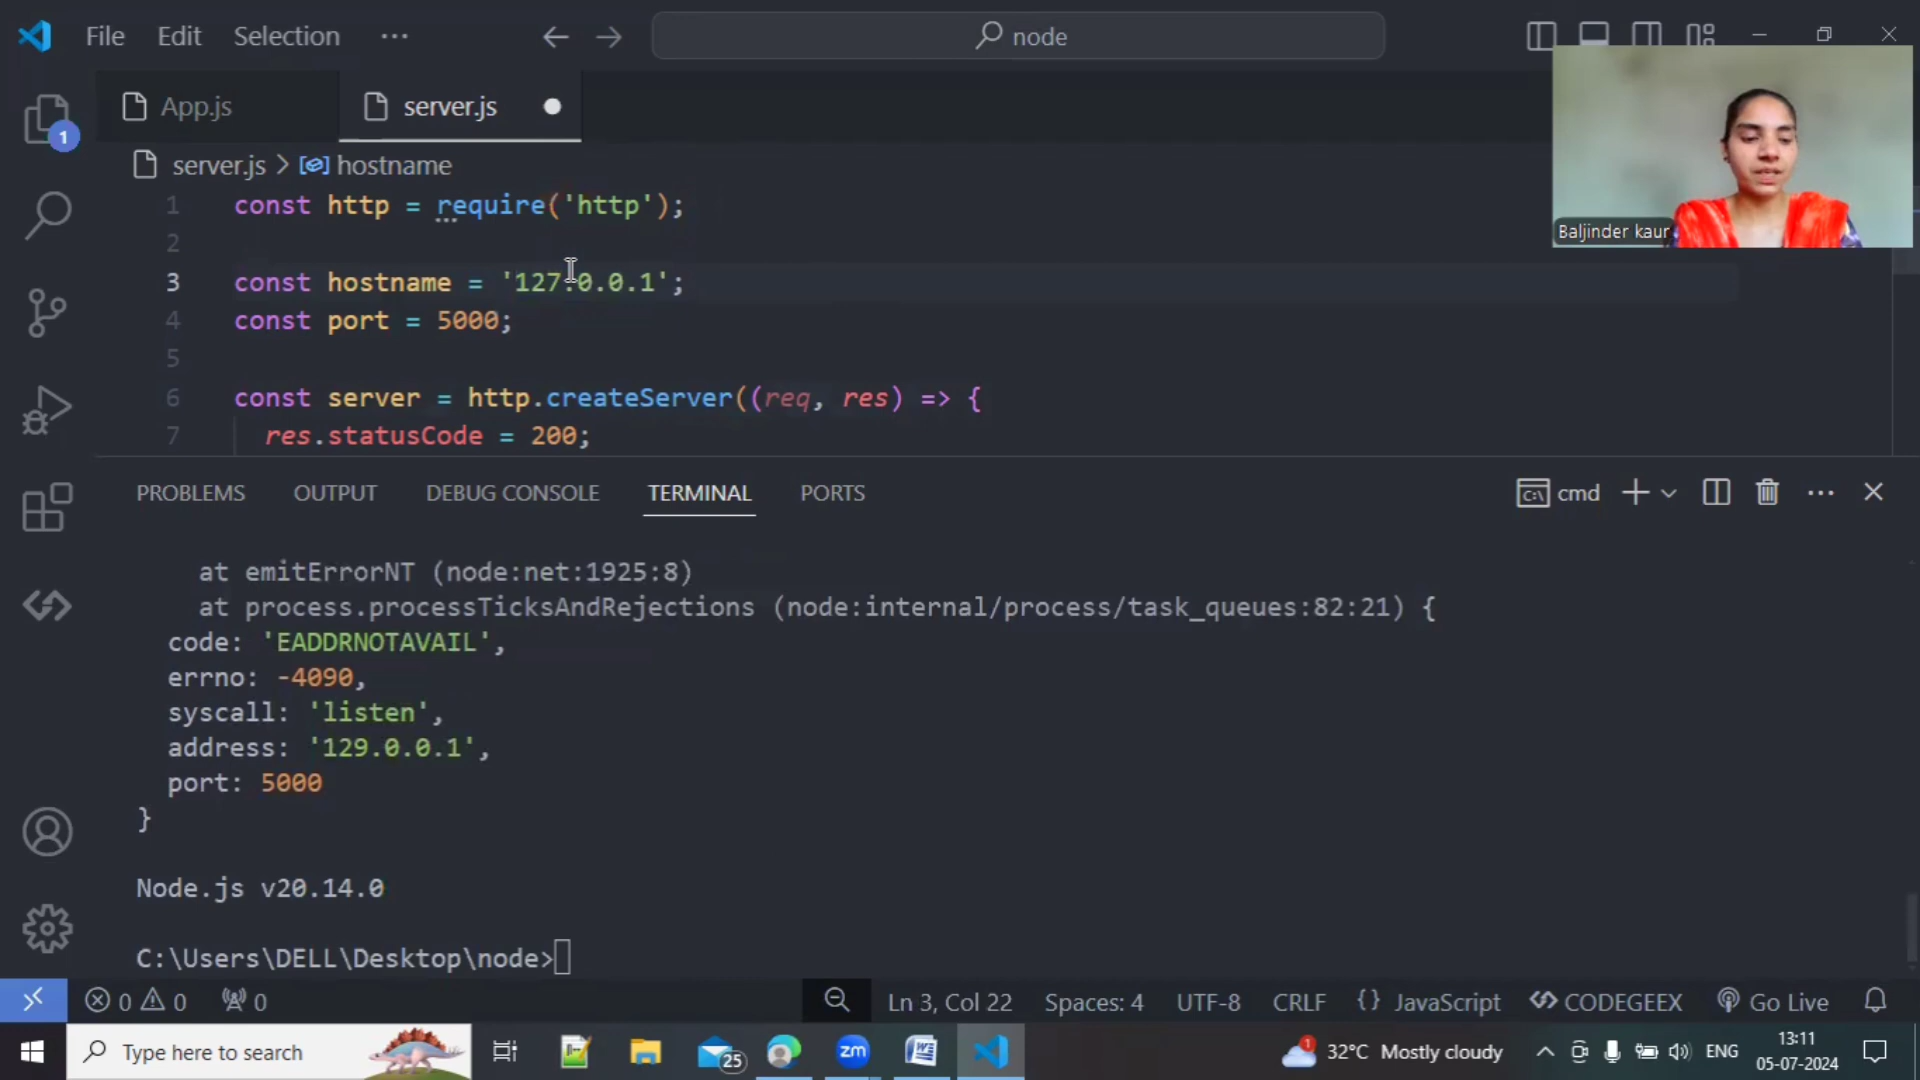 File Edit Selection ··· node
App.js server.js
Baljinder kaur
server.js > hostname
1 const http = require('http');
2
3 const hostname = '127.0.0.1';
4 const port = 5000;
5
6 const server = http.createServer((req, res) => {
7 res.statusCode = 200;
1
PROBLEMS OUTPUT DEBUG CONSOLE TERMINAL PORTS cmd
at emitErrorNT (node:net:1925:8)
at process.processTicksAndRejections (node:internal/process/task_queues:82:21) {
code: 'EADDRNOTAVAIL',
errno: -4090,
syscall: 'listen',
address: '129.0.0.1',
port: 5000
}
Node.js v20.14.0
C:\Users\DELL\Desktop\node>
0 0 0 Ln 3, Col 22 Spaces: 4 UTF-8 CRLF {} JavaScript CODEGEEX Go Live
Type here to search 25 zm 1 32°C Mostly cloudy ENG 13:11
05-07-2024